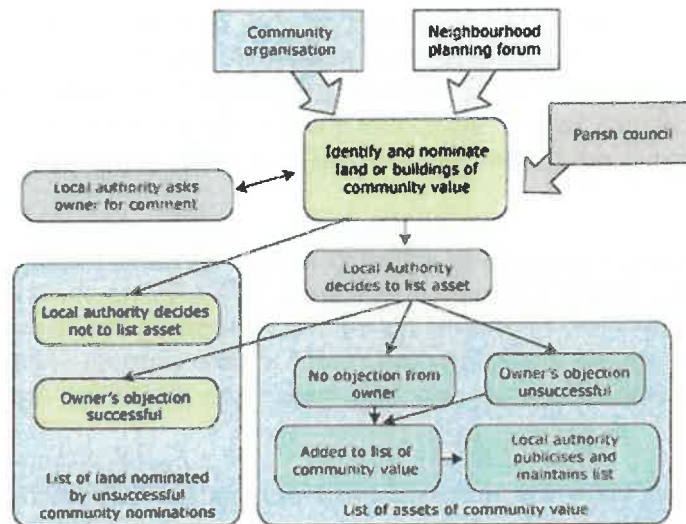 Community
organisation
Neighbourhood
planning forum
Parish council
Identify and nominate
land or buildings of
community value
Local authority asks
owner for comment
Local Authority
decides to list asset
Local authority decides
not to list asset
Owner's objection
successful
List of land nominated
by unsuccessful
community nominations
No objection from
owner
Owner's objection
unsuccessful
Added to list of
community value
Local authority
publicises and
maintains list
List of assets of community value